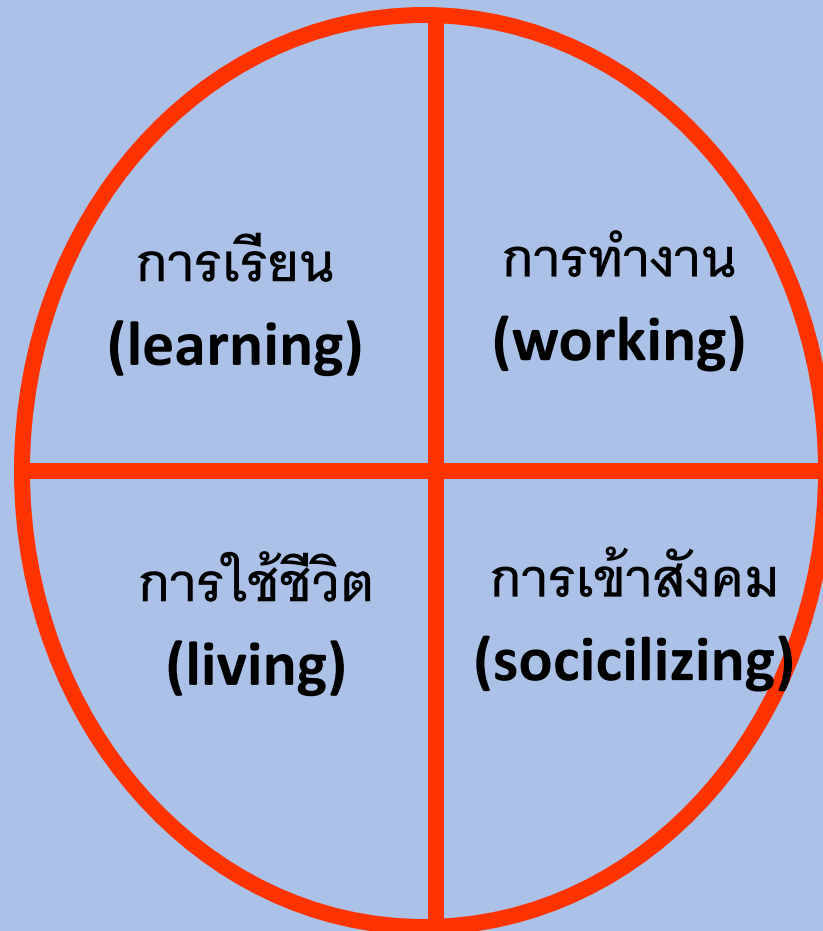 การเรียน
(learning)
การทำงาน
(working)
การใช้ชีวิต
(living)
การเข้าสังคม
(socicilizing)